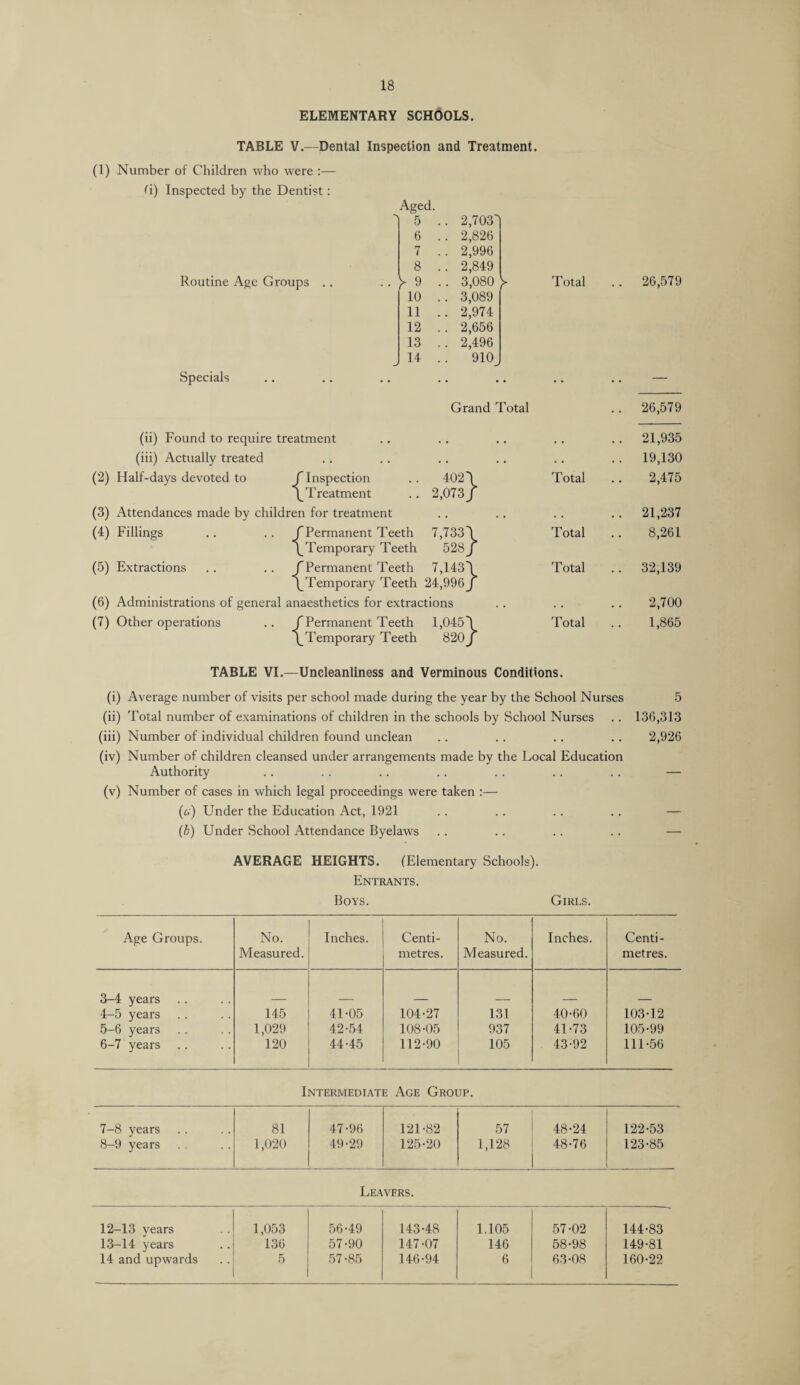 18
ELEMENTARY SCHOOLS.
TABLE V.—Dental Inspection and Treatment.
(1) Number of Children who were :—
(i) Inspected by the Dentist :
Aged.
5 .. 2,703
6 .. 2,826
7 .. 2,996
8 .. 2,849
Routine Age Groups .. .. 9 .. 3,080 Total .. 26,579
10 .. 3,089
11 .. 2,974
12 .. 2,656
13 .. 2,496
14 .. 910
Specials .. .. .. .. .. .. .. —
Grand Total .. 26,579
(ii) Found to require treatment .. .. .. .. .. 21,935
(iii) Actually treated .. .. .. .. .. .. 19,130
(2) Half-days devoted to { Inspection .. 402 } Total .. 2,475
{ Treatment .. 2,073 }
(3) Attendances made by children for treatment .. .. .. .. 21,237
(4) Fillings .. .. { Permanent Teeth 7,733 } Total .. 8,261
{ Temporary Teeth 528 }
(5) Extractions .. .. { Permanent Teeth 7,143 } Total .. 32,139
{ Temporary Teeth 24,996 }
(6) Administrations of general anaesthetics for extractions .. .. .. 2,700
(7) Other operations .. { Permanent Teeth 1,045 } Total .. 1,865
{ Temporary Teeth 820 }
TABLE VI.—Uncleanliness and Verminous Conditions.
(i) Average number of visits per school made during the year by the School Nurses 5
(ii) Total number of examinations of children in the schools by School Nurses .. 136,313
(iii) Number of individual children found unclean .. .. .. .. 2,926
(iv) Number of children cleansed under arrangements made by the Local Education
Authority .. .. .. .. .. .. .. —
(v) Number of cases in which legal proceedings were taken :—
(a) Under the Education Act, 1921 .. .. .. .. —
(b) Under School Attendance Byelaws .. .. .. .. —
AVERAGE HEIGHTS. (Elementary Schools).
ENTRANTS.
BOYS. GIRLS.
Age Groups. No. Inches. Centi- No. Inches. Centi-
Measured. metres. Measured. metres.
3–4 years .. .. — — — — — —
4–5 years .. .. 145 41·05 104·27 131 40·60 103·12
5–6 years .. .. 1,029 42·54 108·05 937 41·73 105·99
6–7 years .. .. 120 44·45 112·90 105 43·92 111·56
INTERMEDIATE AGE GROUP.
7–8 years .. .. 81 47·96 121·82 57 48·24 122·53
8–9 years .. .. 1,020 49·29 125·20 1,128 48·76 123·85
LEAVERS.
12–13 years .. 1,053 56·49 143·48 1.105 57·02 144·83
13–14 years .. 136 57·90 147·07 146 58·98 149·81
14 and upwards .. 5 57·85 146·94 6 63·08 160·22